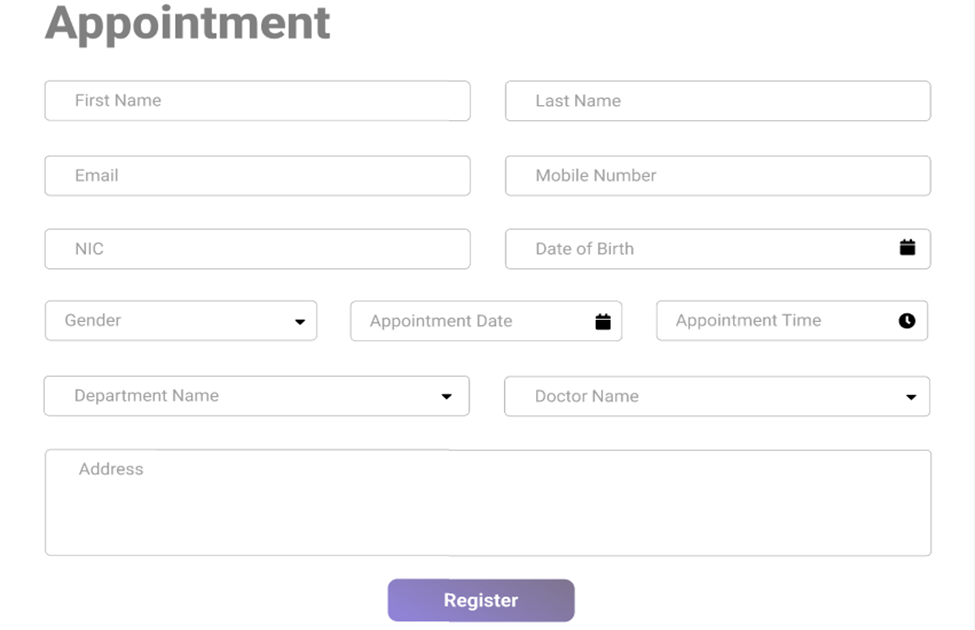 Appointment
First Name
Last Name
Email
Mobile Number
NIC
Date of Birth
Gender
Appointment Date
Appointment Time
Department Name
Doctor Name
Address
Register